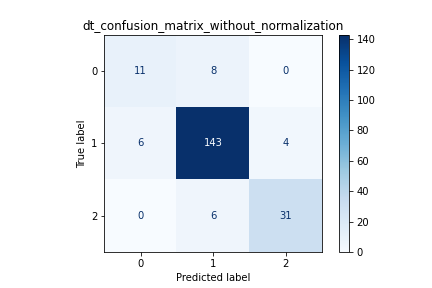 dt_confusion_matrix_without_normalization
0 11 8 0
1 6 143 4
2 0 6 31
0 1 2
Predicted label
True label
140
120
100
80
60
40
20
0